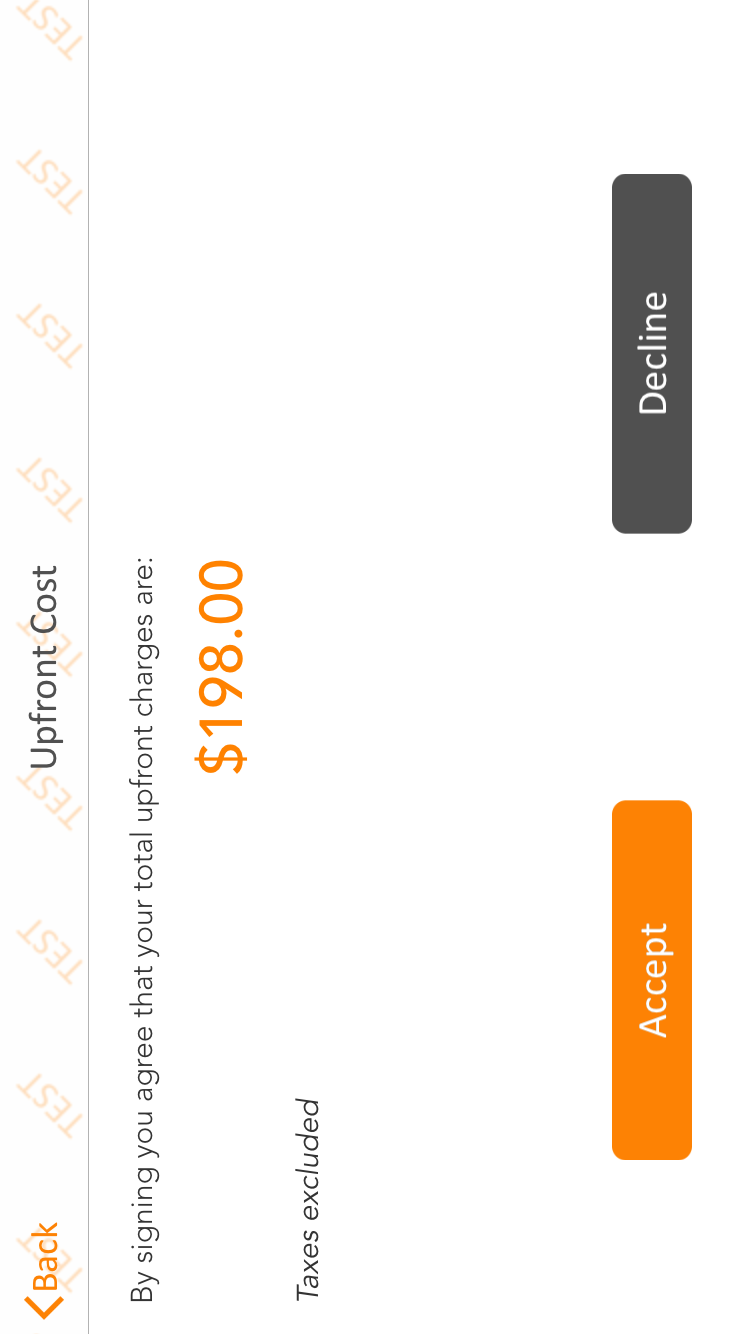 TEST TEST TEST TEST TEST TEST TEST TEST TEST
Back
Upfront Cost
By signing you agree that your total upfront charges are:
$198.00
Taxes excluded
Accept
Decline